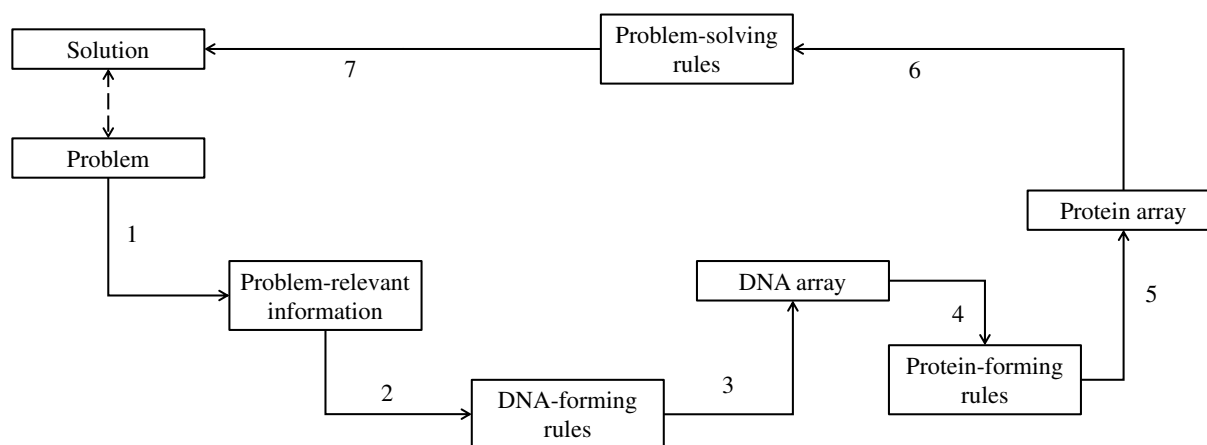 Solution
Problem-solving
rules
7
6
Problem
Protein array
1
Problem-relevant
information
DNA array
5
4
Protein-forming
rules
2
3
DNA-forming
rules